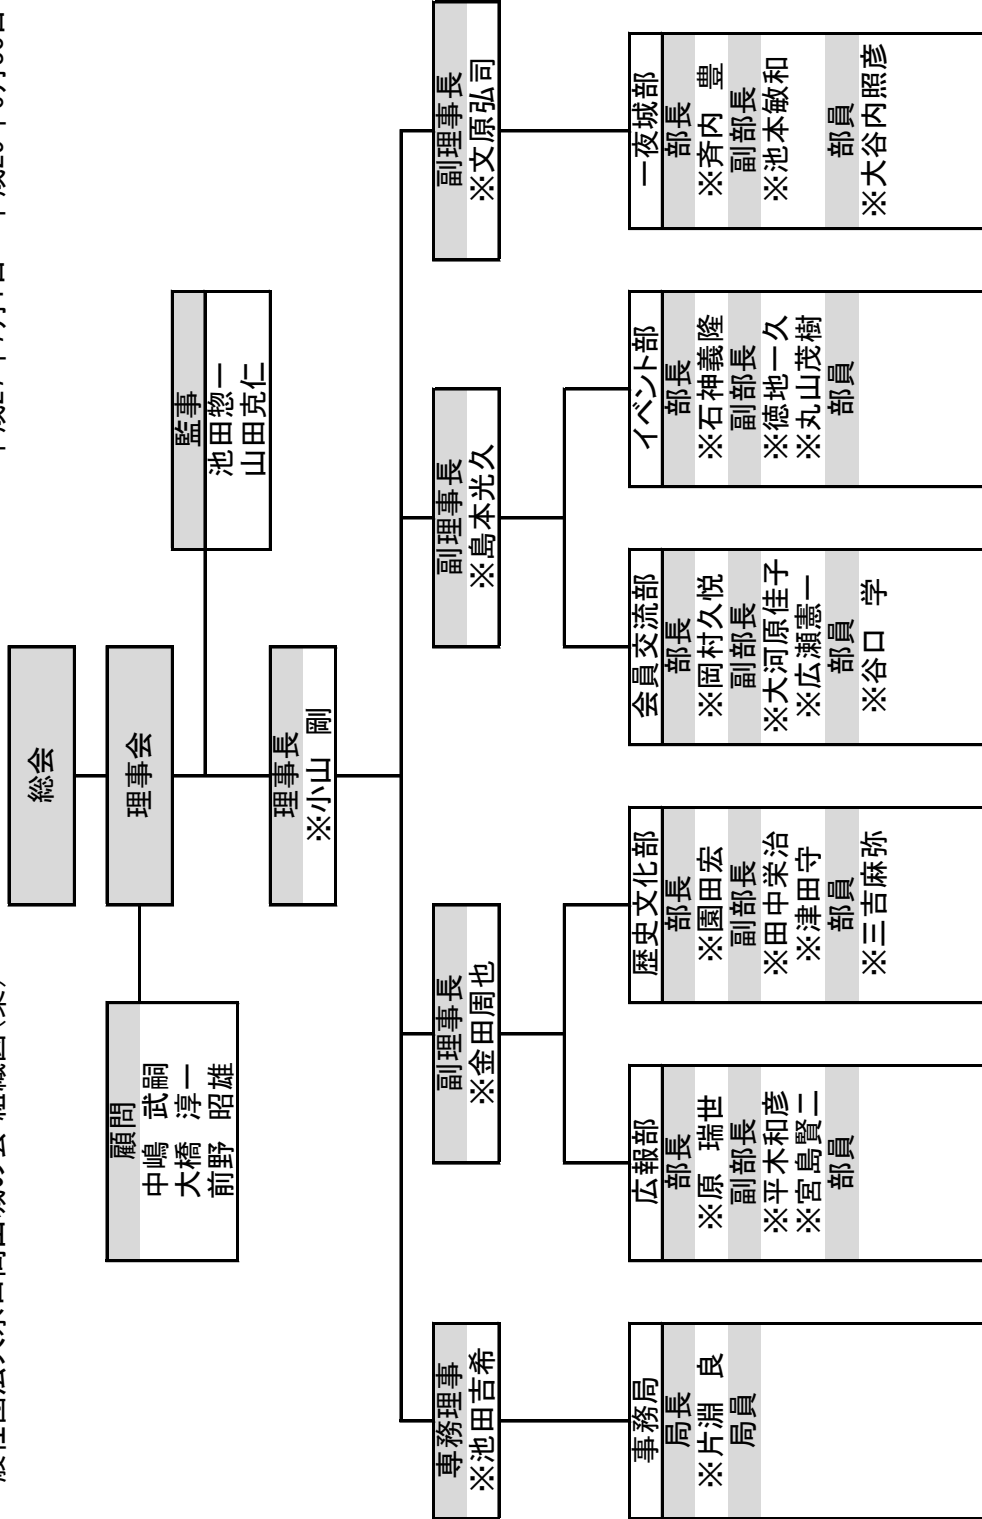 総会
理事会
顧問
中嶋　武嗣
大橋　淳一
前野　昭雄
監事
池田惣一
山田克仁
理事長
※小山　剛
専務理事
※池田吉希
副理事長
※金田周也
副理事長
※島本光久
副理事長
※文原弘司
事務局
局長
※片淵　良
局員
広報部
部長
※原　瑞世
副部長
※平木和彦
※宮島賢二
部員
歴史文化部
部長
※園田宏
副部長
※田中栄治
※津田守
部員
※三吉麻弥
会員交流部
部長
※岡村久悦
副部長
※大河原佳子
※広瀬憲一
部員
※谷口　学
イベント部
部長
※石神義隆
副部長
※徳地一久
※丸山茂樹
部員
一夜城部
部長
※斉内　豊
副部長
※池本敏和
部員
※大谷内照彦